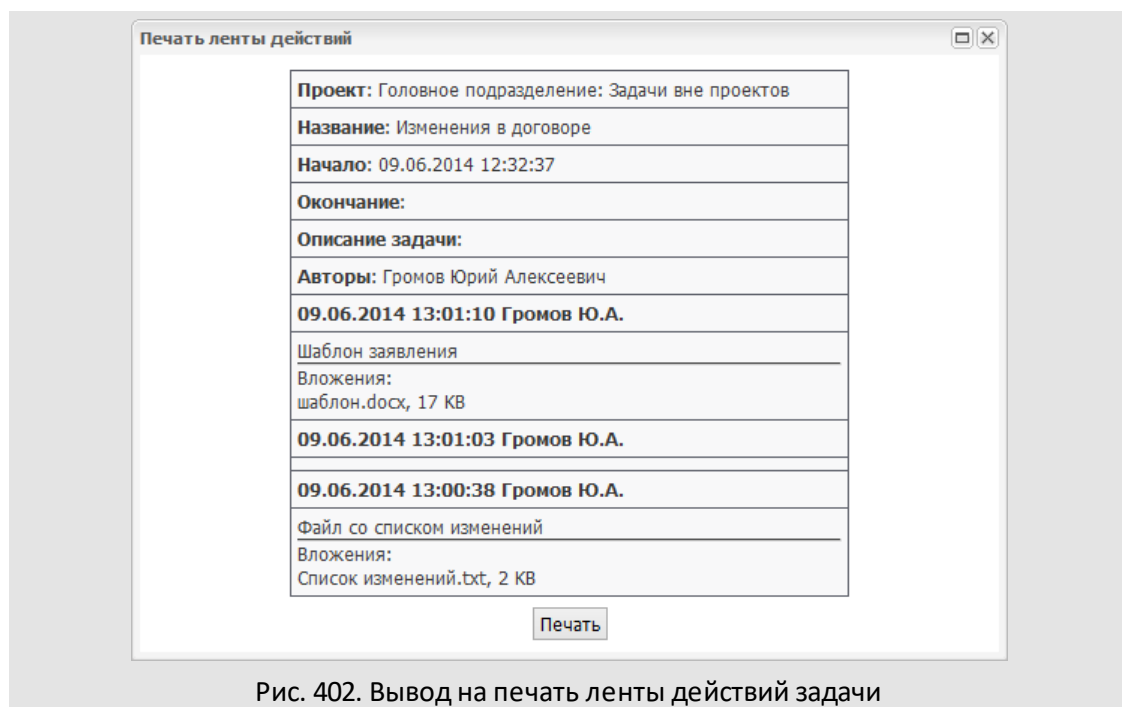 Печать ленты действий
Проект: Головное подразделение: Задачи вне проектов
Название: Изменения в договоре
Начало: 09.06.2014 12:32:37
Окончание:
Описание задачи:
Авторы: Громов Юрий Алексеевич
09.06.2014 13:01:10 Громов Ю.А.
Шаблон заявления
Вложения:
шаблон.docx, 17 KB
09.06.2014 13:01:03 Громов Ю.А.
09.06.2014 13:00:38 Громов Ю.А.
Файл со списком изменений
Вложения:
Список изменений.txt, 2 KB
Печать
Рис. 402. Вывод на печать ленты действий задачи